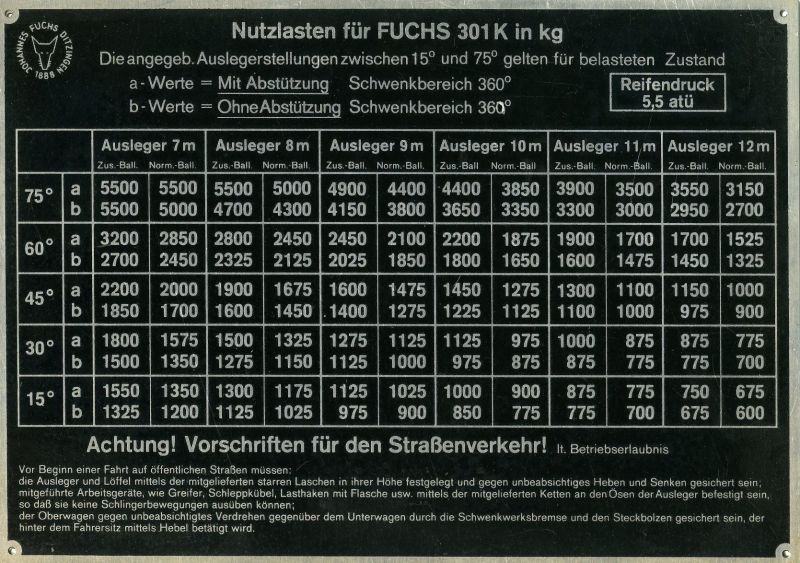 JOHANNES FUCHS DITZINGEN
1888
Nutzlasten für FUCHS 301K in kg
Die angegeb. Auslegerstellungen zwischen 15° und 75° gelten für belasteten Zustand
a-Werte = Mit Abstützung Schwenkbereich 360°
b-Werte = Ohne Abstützung Schwenkbereich 360°
Reifendruck
5,5 atü
Ausleger 7m Ausleger 8m Ausleger 9m Ausleger 10m Ausleger 11m Ausleger 12m
Zus.-Ball. Norm.-Ball. Zus.-Ball. Norm.-Ball. Zus.-Ball. Norm.-Ball. Zus.-Ball. Norm.-Ball. Zus.-Ball. Norm.-Ball. Zus.-Ball. Norm.-Ball.
75° a 5500 5500 5500 5000 4900 4400 4400 3850 3900 3500 3550 3150
b 5500 5000 4700 4300 4150 3800 3650 3350 3300 3000 2950 2700
60° a 3200 2850 2800 2450 2450 2100 2200 1875 1900 1700 1700 1525
b 2700 2450 2325 2125 2025 1850 1800 1650 1600 1475 1450 1325
45° a 2200 2000 1900 1675 1600 1475 1450 1275 1300 1100 1150 1000
b 1850 1700 1600 1450 1400 1275 1225 1125 1100 1000 975 900
30° a 1800 1575 1500 1325 1275 1125 1125 975 1000 875 875 775
b 1500 1350 1275 1150 1125 1000 975 875 875 775 775 700
15° a 1550 1350 1300 1175 1125 1025 1000 900 875 775 750 675
b 1325 1200 1125 1025 975 900 850 775 775 700 675 600
Achtung! Vorschriften für den Straßenverkehr! lt. Betriebserlaubnis
Vor Beginn einer Fahrt auf öffentlichen Straßen müssen:
die Ausleger und Löffel mittels der mitgelieferten starren Laschen in ihrer Höhe festgelegt und gegen unbeabsichtiges Heben und Senken gesichert sein;
mitgeführte Arbeitsgeräte, wie Greifer, Schleppkübel, Lasthaken mit Flasche usw. mittels der mitgelieferten Ketten an den Ösen der Ausleger befestigt sein,
so daß sie keine Schlingerbewegungen ausüben können;
der Oberwagen gegen unbeabsichtigtes Verdrehen gegenüber dem Unterwagen durch die Schwenkwerksbremse und den Steckbolzen gesichert sein, der
hinter dem Fahrersitz mittels Hebel betätigt wird.